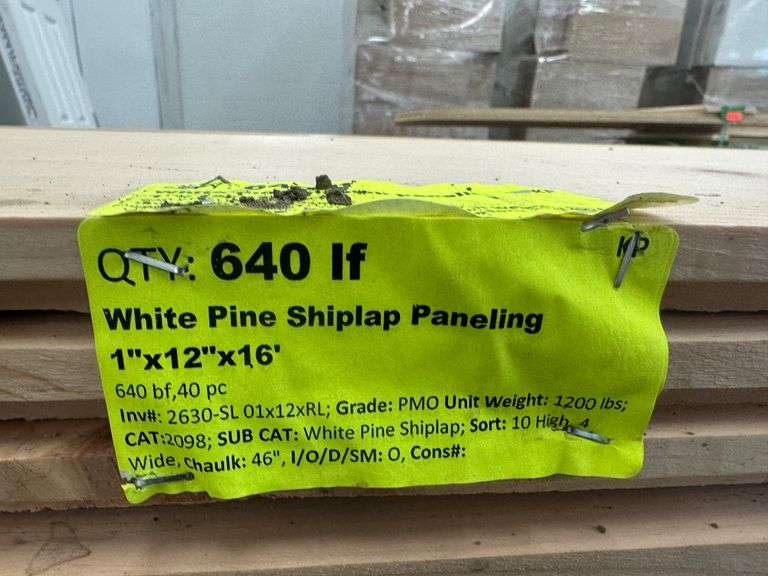 QTY: 640 lf
KP
White Pine Shiplap Paneling
1"x12"x16'
640 bf,40 pc
Inv#: 2630-SL 01x12xRL; Grade: PMO Unit Weight: 1200 lbs;
CAT:2098; SUB CAT: White Pine Shiplap; Sort: 10 High, 4
Wide, Chaulk: 46", I/O/D/SM: O, Cons#: